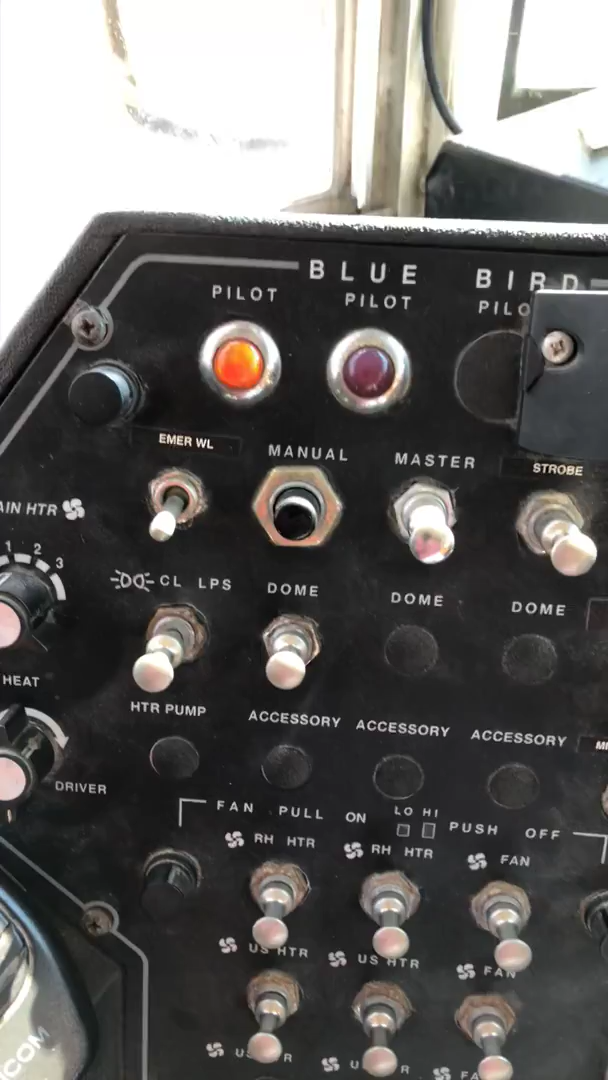 BLUE BIRD
PILOT PILOT
EMER WL
MANUAL
MASTER
STROBE
HTR
1 2 3
CL LPS
DOME
DOME
DOME
HEAT
HTR PUMP
ACCESSORY
ACCESSORY
ACCESSORY
DRIVER
FAN PULL ON LO HI PUSH OFF
RH HTR
RH HTR
FAN
US HTR
US HTR
FAN